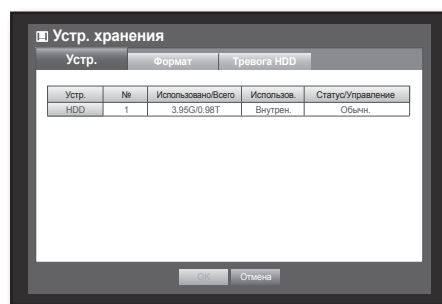 Устр. хранения
Устр. Формат Тревога HDD
Устр. № Использовано/Всего Использов. Статус/Управление
HDD 1 3.95G/0.98T Внутрен. Обычн.
OK Отмена